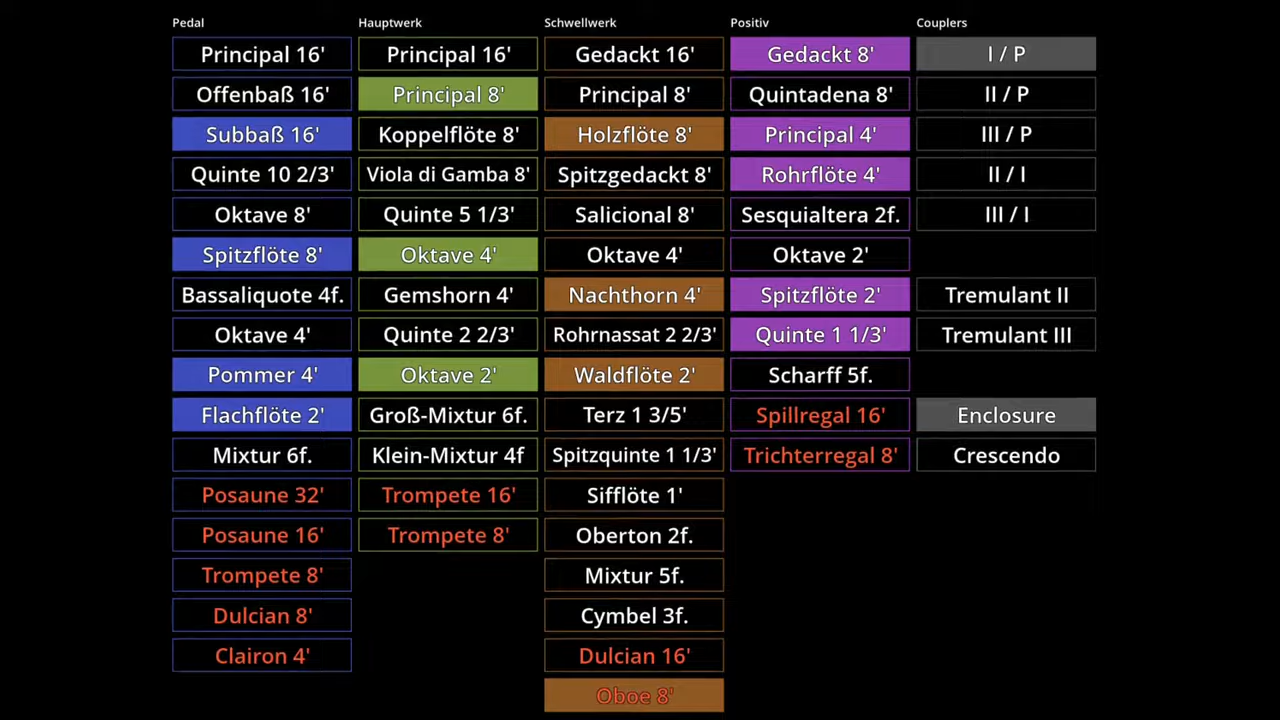 Pedal
Principal 16'
Offenbaß 16'
Subbaß 16'
Quinte 10 2/3'
Oktave 8'
Spitzflöte 8'
Bassaliquote 4f.
Oktave 4'
Pommer 4'
Flachflöte 2'
Mixtur 6f.
Posaune 32'
Posaune 16'
Trompete 8'
Dulcian 8'
Clairon 4'
Hauptwerk
Principal 16'
Principal 8'
Koppelflöte 8'
Viola di Gamba 8'
Quinte 5 1/3'
Oktave 4'
Gemshorn 4'
Quinte 2 2/3'
Oktave 2'
Groß-Mixtur 6f.
Klein-Mixtur 4f
Trompete 16'
Trompete 8'
Schwellwerk
Gedackt 16'
Principal 8'
Holzflöte 8'
Spitzgedackt 8'
Salicional 8'
Oktave 4'
Nachthorn 4'
Rohrnassat 2 2/3'
Waldflöte 2'
Terz 1 3/5'
Spitzquinte 1 1/3'
Sifflöte 1'
Oberton 2f.
Mixtur 5f.
Cymbel 3f.
Dulcian 16'
Oboe 8'
Positiv
Gedackt 8'
Quintadena 8'
Principal 4'
Rohrflöte 4'
Sesquialtera 2f.
Oktave 2'
Spitzflöte 2'
Quinte 1 1/3'
Scharff 5f.
Spillregal 16'
Trichterregal 8'
Couplers
I / P
II / P
III / P
II / I
III / I
Tremulant II
Tremulant III
Enclosure
Crescendo